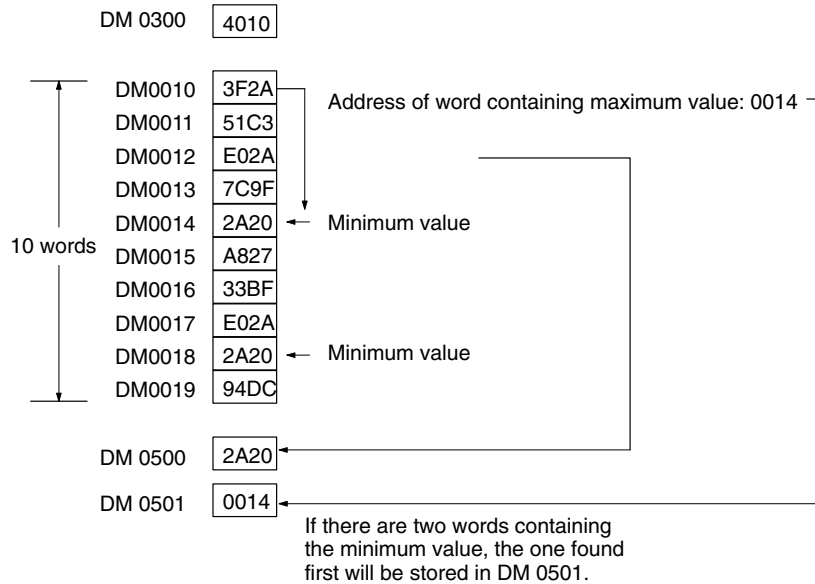 DM 0300 4010
DM0010 3F2A
Address of word containing maximum value: 0014
DM0011 51C3
DM0012 E02A
DM0013 7C9F
DM0014 2A20 Minimum value
10 words
DM0015 A827
DM0016 33BF
DM0017 E02A
DM0018 2A20 Minimum value
DM0019 94DC
DM 0500 2A20
DM 0501 0014
If there are two words containing
the minimum value, the one found
first will be stored in DM 0501.